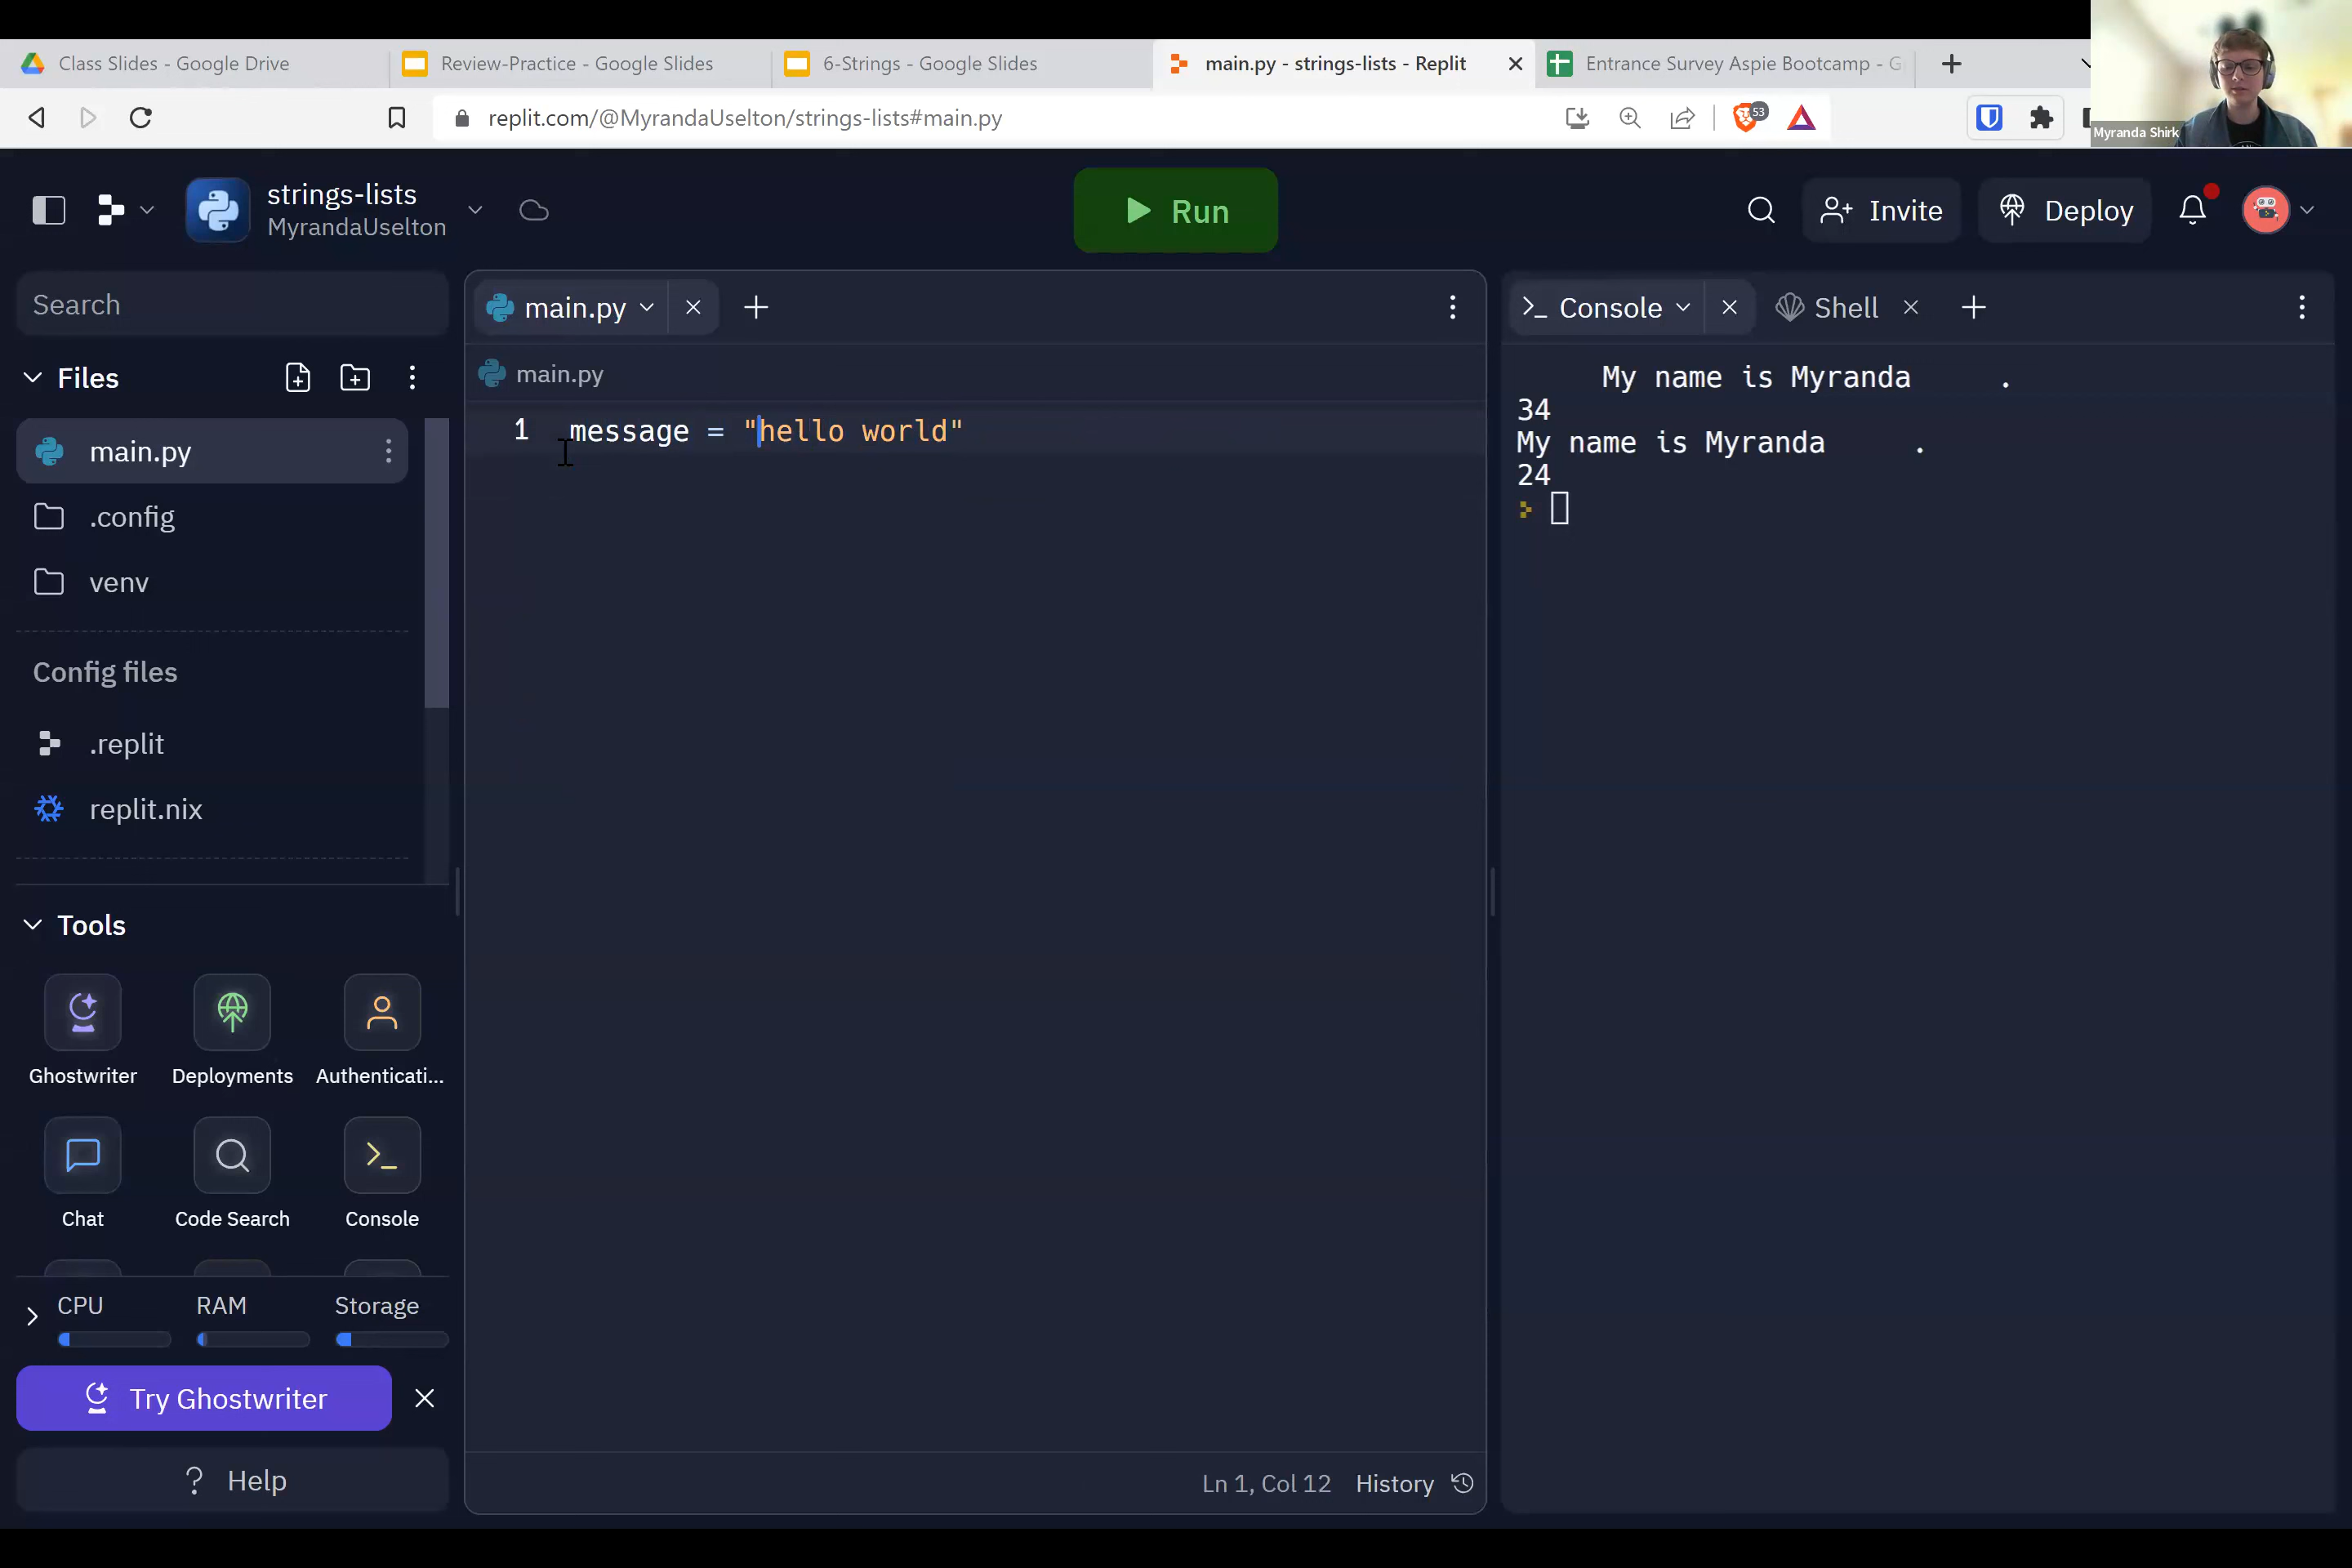 Class Slides - Google Drive
Review-Practice - Google Slides
6-Strings - Google Slides
main.py - strings-lists - Replit
Entrance Survey Aspie Bootcamp - G
replit.com/@MyrandaUselton/strings-lists#main.py
53
Myranda Shirk
strings-lists
MyrandaUselton
Run
Invite
Deploy
Search
Files
main.py
.config
venv
Config files
.replit
replit.nix
Tools
Ghostwriter
Deployments
Authenticati...
Chat
Code Search
Console
CPU
RAM
Storage
Try Ghostwriter
? Help
main.py
main.py
1 message = "hello world"
Ln 1, Col 12
History
Console
Shell
     My name is Myranda     .
34
My name is Myranda     .
24